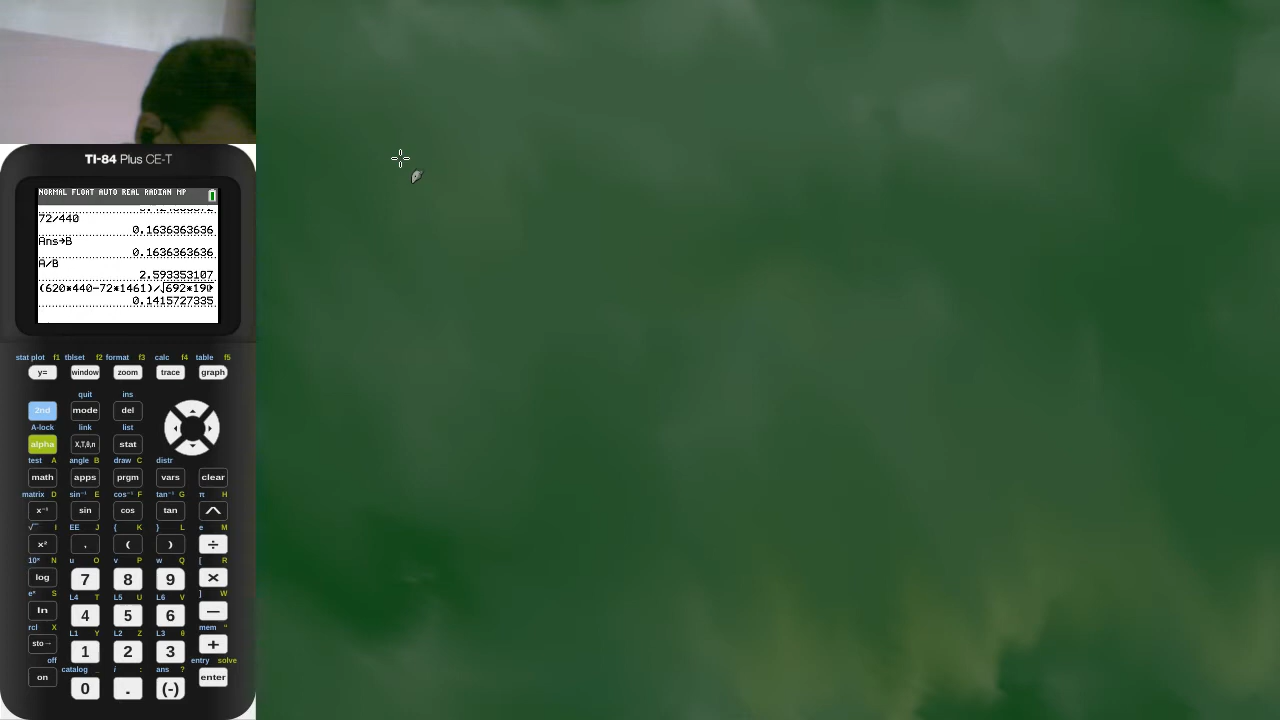 TI-84 Plus CE-T
NORMAL FLOAT AUTO REAL RADIAN MP
72/440
0.1636363636
Ans→B
0.1636363636
A/B
2.593353107
(620*440-72*1461)/√692*190
0.1415727335
stat plot f1 tblset f2 format f3 calc f4 table f5
y= window zoom trace graph
quit ins
2nd mode del
A-lock link list
alpha X,T,θ,n stat
test A angle B draw C distr
math apps prgm vars clear
matrix D sin⁻¹ E cos⁻¹ F tan⁻¹ G π H
x⁻¹ sin cos tan ^
√ I EE J { K } L e M
x² , ( ) ÷
10ˣ N u O v P w Q [ R
log 7 8 9 ×
eˣ S L4 T L5 U L6 V ] W
ln 4 5 6 —
rcl X L1 Y L2 Z L3 θ mem "
sto→ 1 2 3 +
off catalog _ i : ans ? entry solve
on 0 . (-) enter